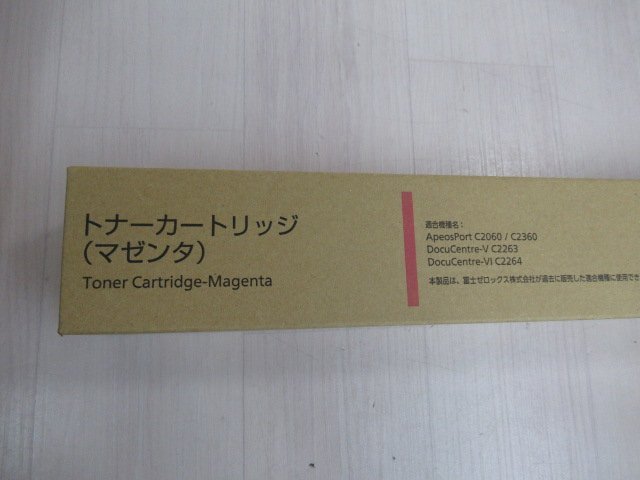 トナーカートリッジ
（マゼンタ）
Toner Cartridge-Magenta
適合機種名：
ApeosPort C2060 / C2360
DocuCentre-V C2263
DocuCentre-VI C2264
本製品は、富士ゼロックス株式会社が過去に販売した適合機種に使用でき